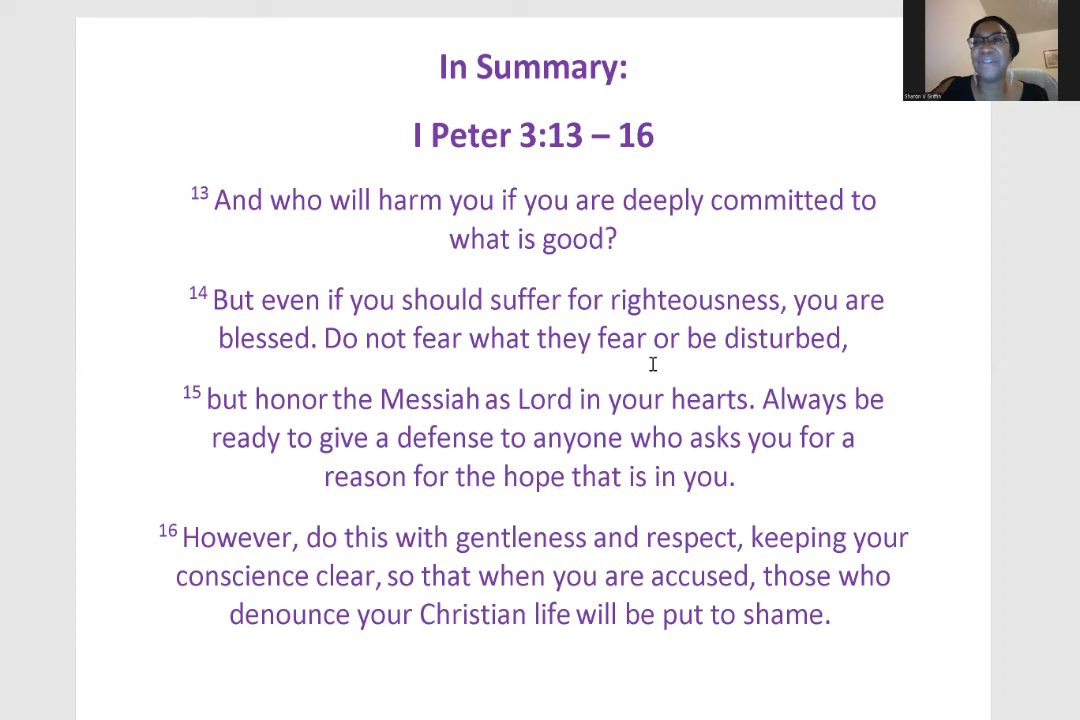 In Summary:
I Peter 3:13 – 16
13 And who will harm you if you are deeply committed to
what is good?
14 But even if you should suffer for righteousness, you are
blessed. Do not fear what they fear or be disturbed,
15 but honor the Messiah as Lord in your hearts. Always be
ready to give a defense to anyone who asks you for a
reason for the hope that is in you.
16 However, do this with gentleness and respect, keeping your
conscience clear, so that when you are accused, those who
denounce your Christian life will be put to shame.
Sharon V Griffin